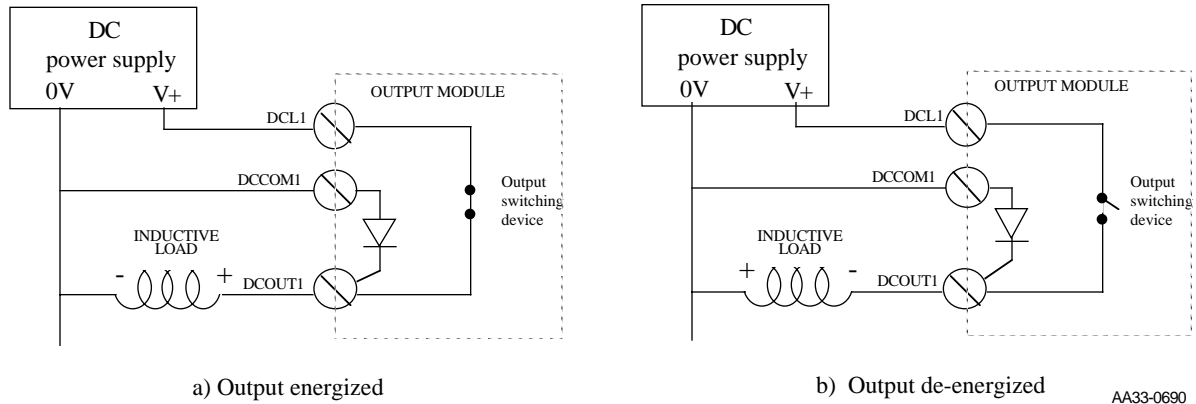 DC
power supply
0V V+
OUTPUT MODULE
DCL1
DCCOM1
Output
switching
device
INDUCTIVE
LOAD
- +
DCOUT1
a) Output energized
DC
power supply
0V V+
OUTPUT MODULE
DCL1
DCCOM1
Output
switching
device
INDUCTIVE
LOAD
+ -
DCOUT1
b) Output de-energized
AA33-0690